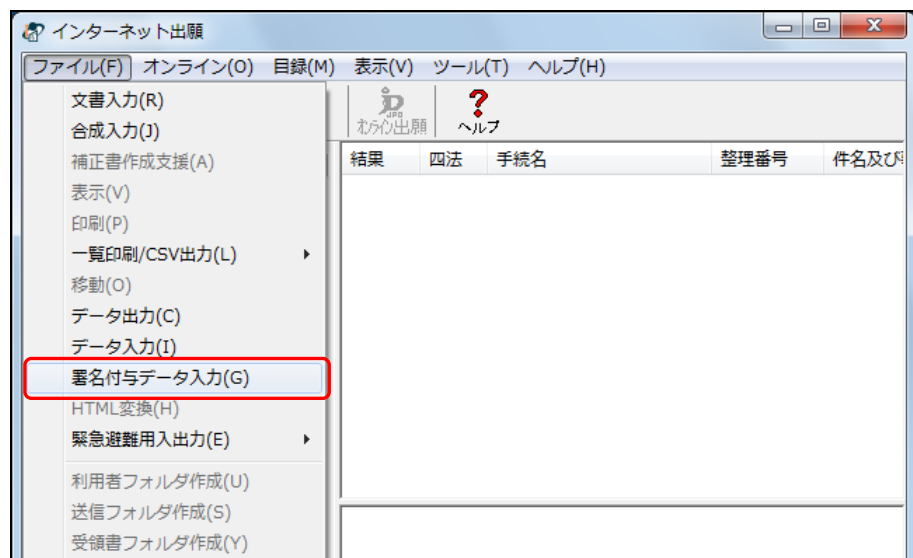 インターネット出願
ファイル(F) オンライン(O) 目録(M) 表示(V) ツール(T) ヘルプ(H)
文書入力(R)
合成入力(J)
補正書作成支援(A)
表示(V)
印刷(P)
一覧印刷/CSV出力(L)
移動(O)
データ出力(C)
データ入力(I)
署名付与データ入力(G)
HTML変換(H)
緊急避難用入出力(E)
利用者フォルダ作成(U)
送信フォルダ作成(S)
受領書フォルダ作成(Y)
オンライン出願 ヘルプ
結果 四法 手続名 整理番号 件名及び